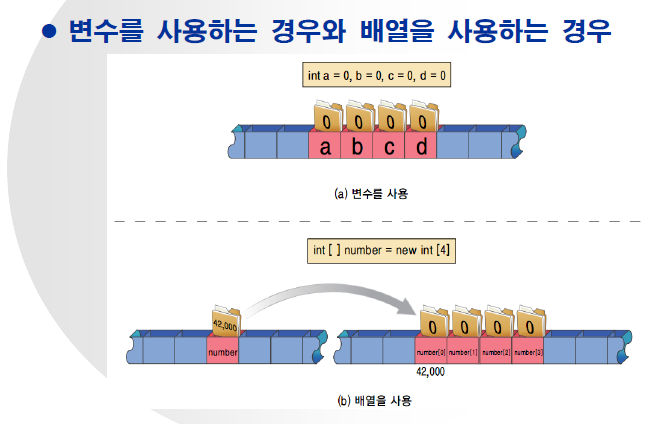 ● 변수를 사용하는 경우와 배열을 사용하는 경우
int a = 0, b = 0, c = 0, d = 0
0 0 0 0
a b c d
(a) 변수를 사용
int [ ] number = new int [4]
42,000 0 0 0 0
number number[0] number[1] number[2] number[3]
42,000
(b) 배열을 사용